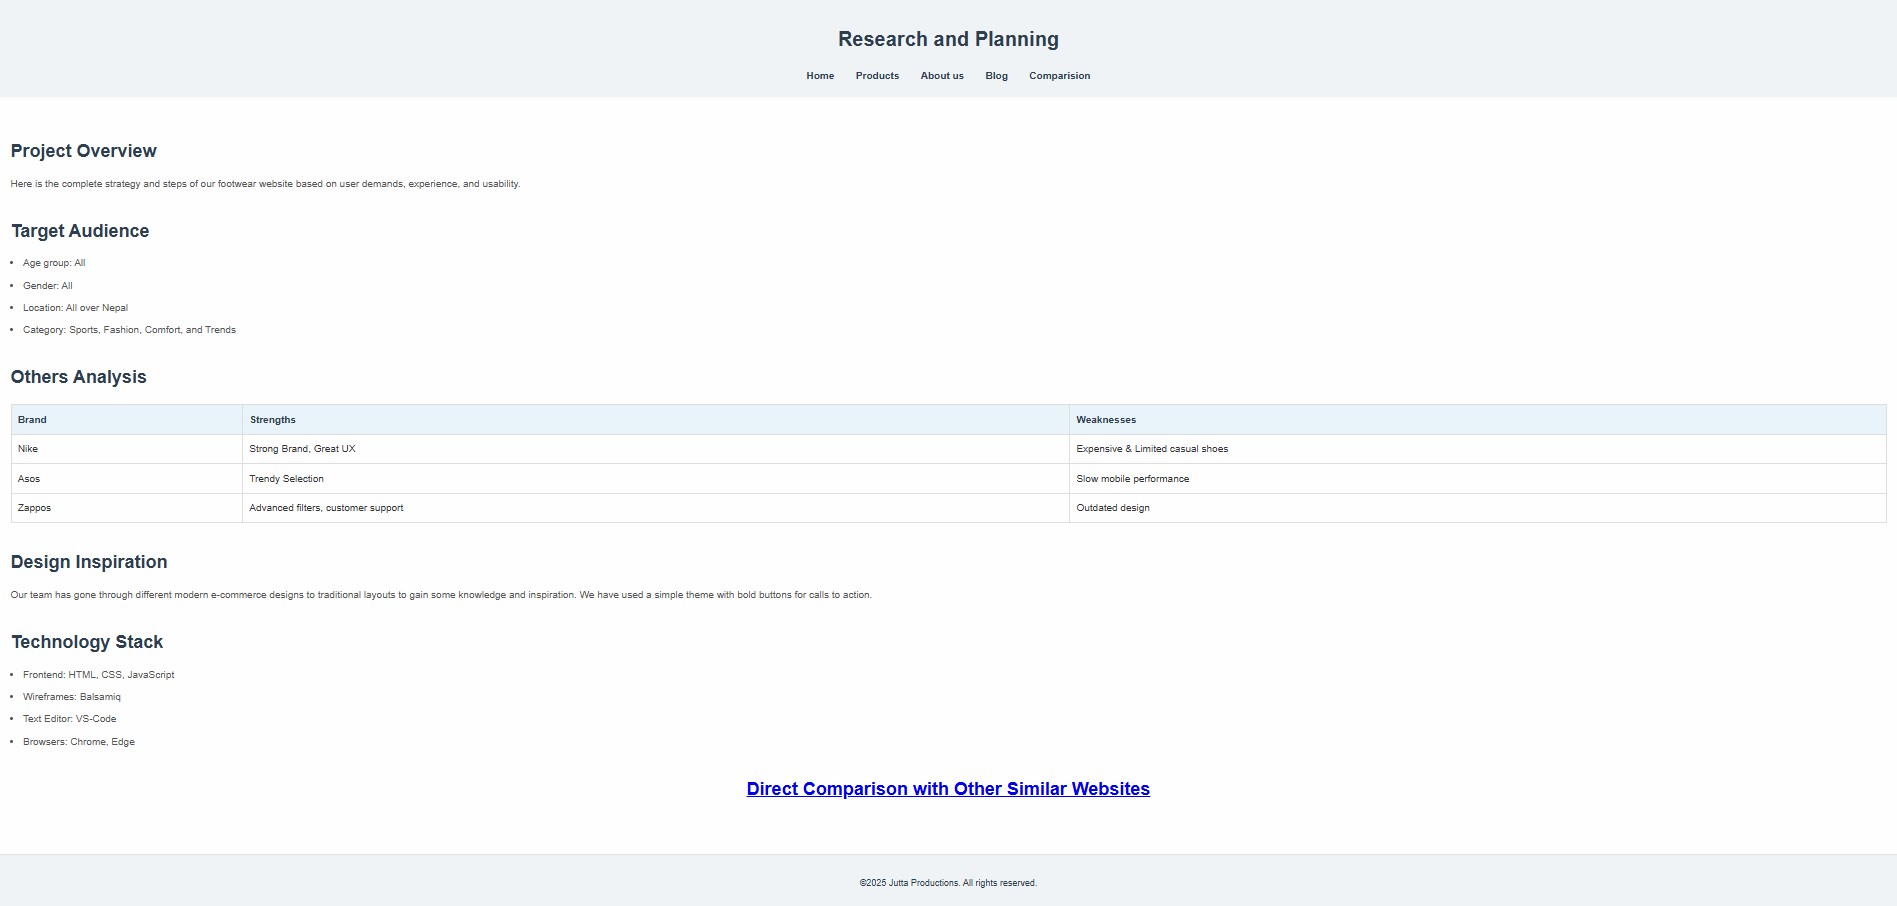 Research and Planning
Home Products About us Blog Comparision
Project Overview
Here is the complete strategy and steps of our footwear website based on user demands, experience, and usability.
Target Audience
• Age group: All
• Gender: All
• Location: All over Nepal
• Category: Sports, Fashion, Comfort, and Trends
Others Analysis
Brand Strengths Weaknesses
Nike Strong Brand, Great UX Expensive & Limited casual shoes
Asos Trendy Selection Slow mobile performance
Zappos Advanced filters, customer support Outdated design
Design Inspiration
Our team has gone through different modern e-commerce designs to traditional layouts to gain some knowledge and inspiration. We have used a simple theme with bold buttons for calls to action.
Technology Stack
• Frontend: HTML, CSS, JavaScript
• Wireframes: Balsamiq
• Text Editor: VS-Code
• Browsers: Chrome, Edge
Direct Comparison with Other Similar Websites
©2025 Jutta Productions. All rights reserved.